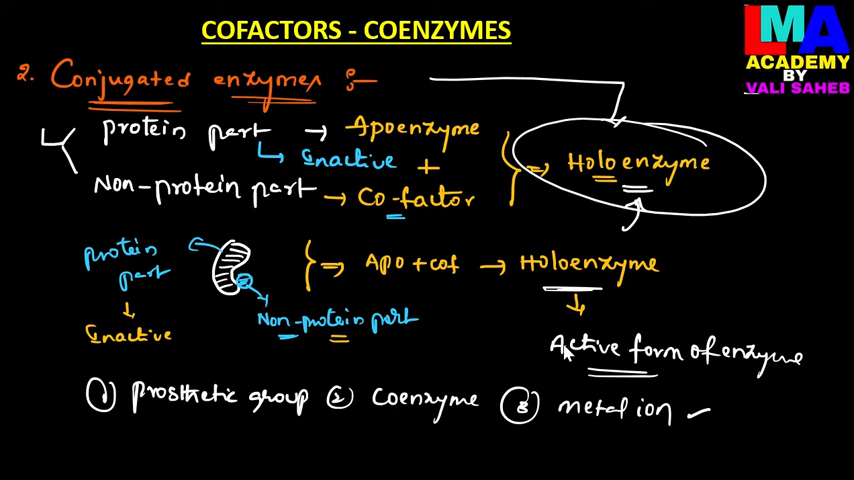 COFACTORS - COENZYMES
LMA
ACADEMY
BY
VALI SAHEB
2. Conjugated enzymes :-
protein part → Apoenzyme
↳ Inactive +
Non-protein part → Co-factor
} ⇒ Holoenzyme
protein part
↓
Inactive
Non-protein part
} ⇒ Apo + cof → Holoenzyme
↓
Active form of enzyme
① prosthetic group ② coenzyme ③ metal ion ✓